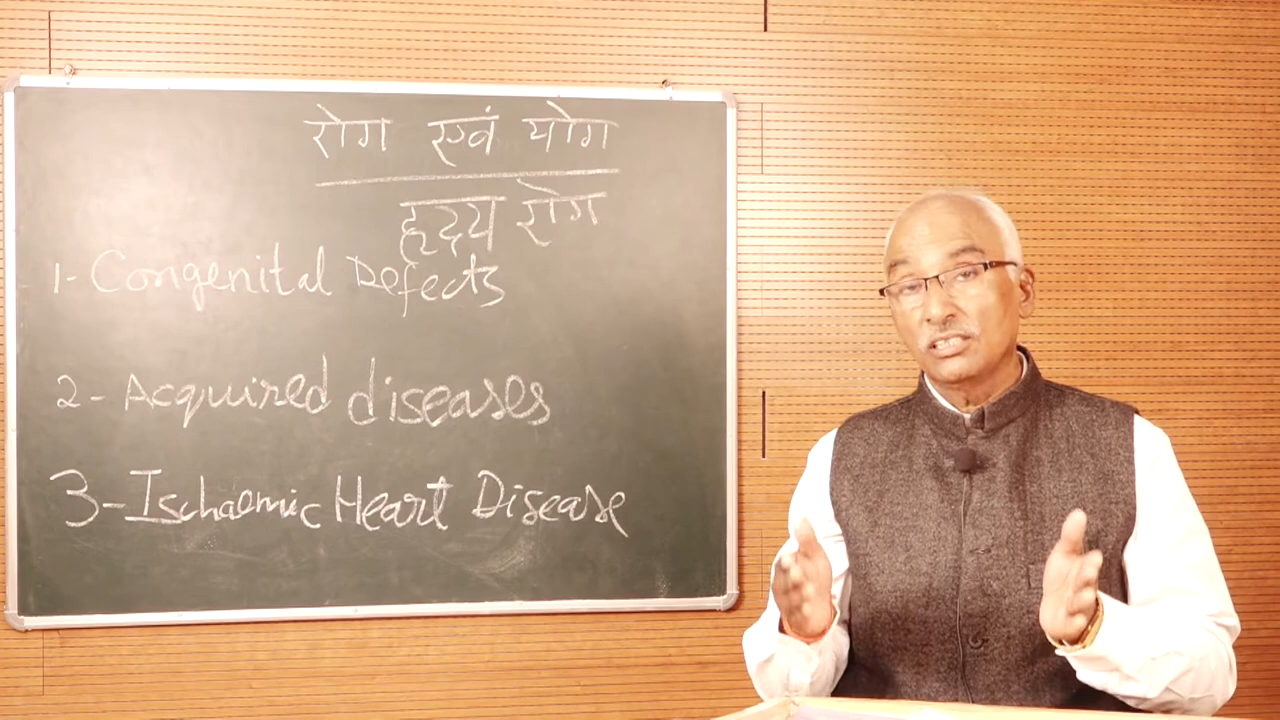 रोग एवं योग
हृदय रोग
1- Congenital Defects
2- Acquired diseases
3- Ischaemic Heart Disease